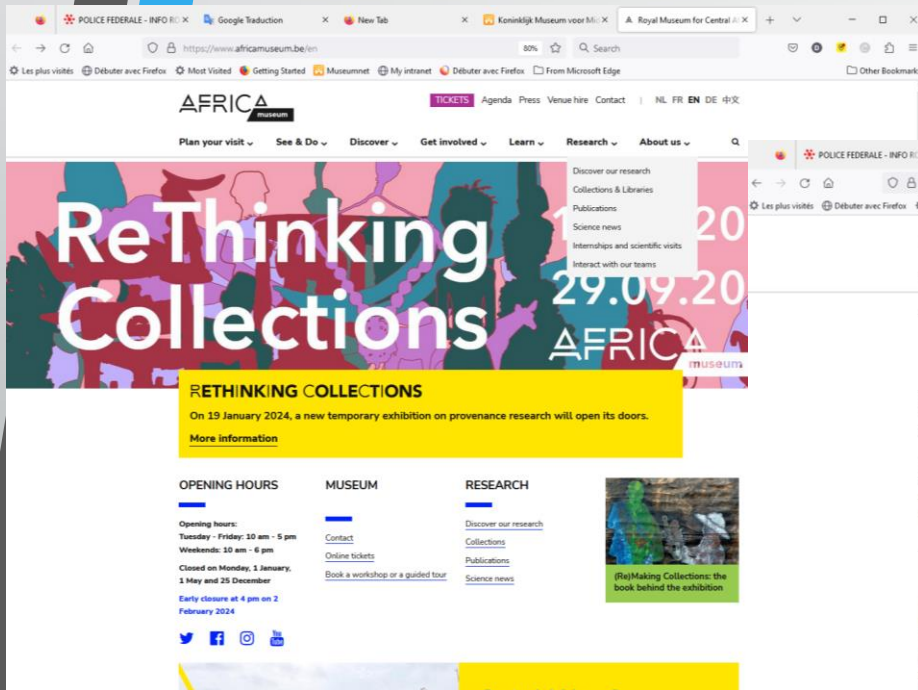 POLICE FEDERALE - INFO RO
Google Traduction
New Tab
Koninklijk Museum voor Mid
Royal Museum for Central A
https://www.africamuseum.be/en
80%
Search
Les plus visités
Débuter avec Firefox
Most Visited
Getting Started
Museumnet
My intranet
Débuter avec Firefox
From Microsoft Edge
Other Bookmark
AFRICA
museum
TICKETS Agenda Press Venue hire Contact | NL FR EN DE 中文
Plan your visit See & Do Discover Get involved Learn Research About us
Discover our research
Collections & Libraries
Publications
Science news
Internships and scientific visits
Interact with our teams
ReThinking
Collections
20
29.09.20
AFRICA
museum
RETHINKING COLLECTIONS
On 19 January 2024, a new temporary exhibition on provenance research will open its doors.
More information
OPENING HOURS
Opening hours:
Tuesday - Friday: 10 am - 5 pm
Weekends: 10 am - 6 pm
Closed on Monday, 1 January,
1 May and 25 December
Early closure at 4 pm on 2
February 2024
MUSEUM
Contact
Online tickets
Book a workshop or a guided tour
RESEARCH
Discover our research
Collections
Publications
Science news
(Re)Making Collections: the
book behind the exhibition
You
Tube
POLICE FEDERALE - INFO RO
Les plus visités
Débuter avec Firefox